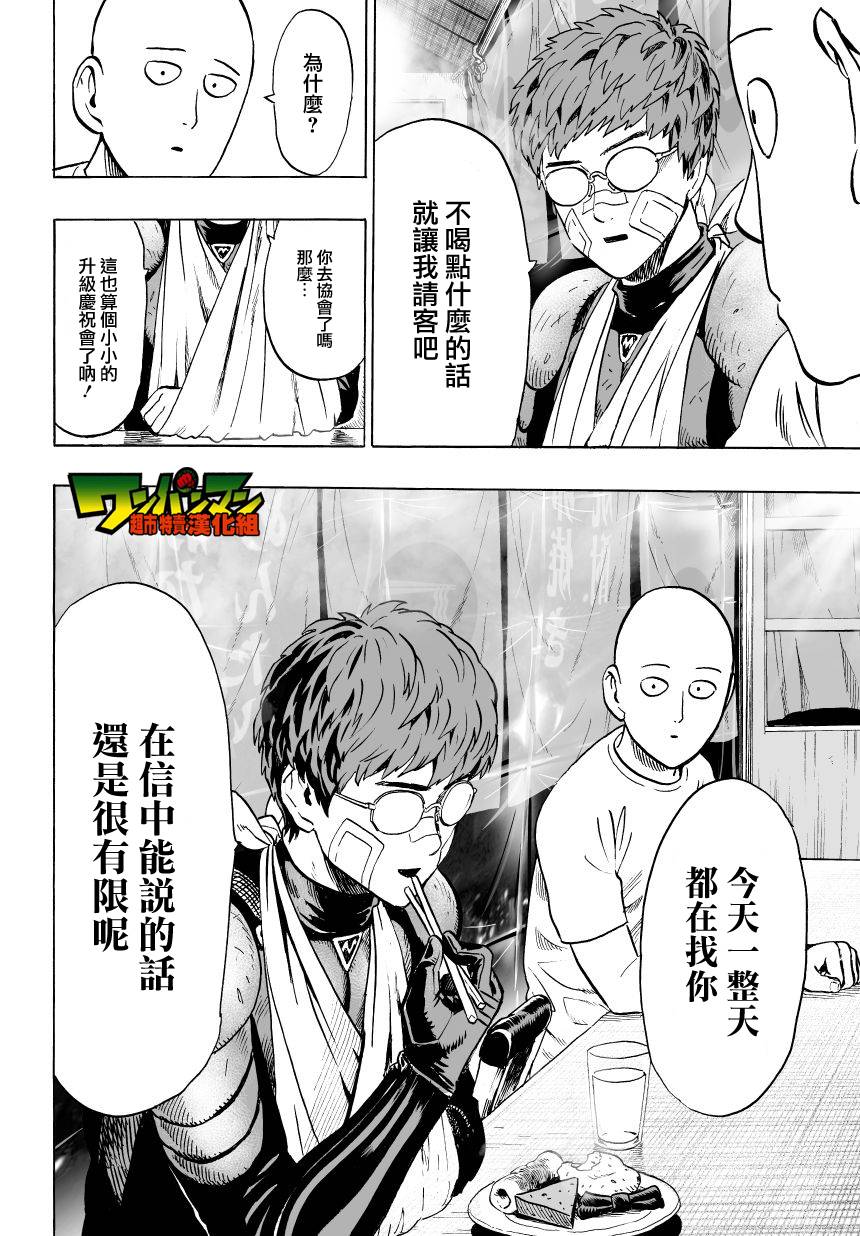 不喝點什麼的話
就讓我請客吧
為什麼?
你去協會了嗎
那麼…
這也算個小小的
升級慶祝會了吶!
ワンパンマン
超市特賣漢化組
今天一整天
都在找你
在信中能說的話
還是很有限呢